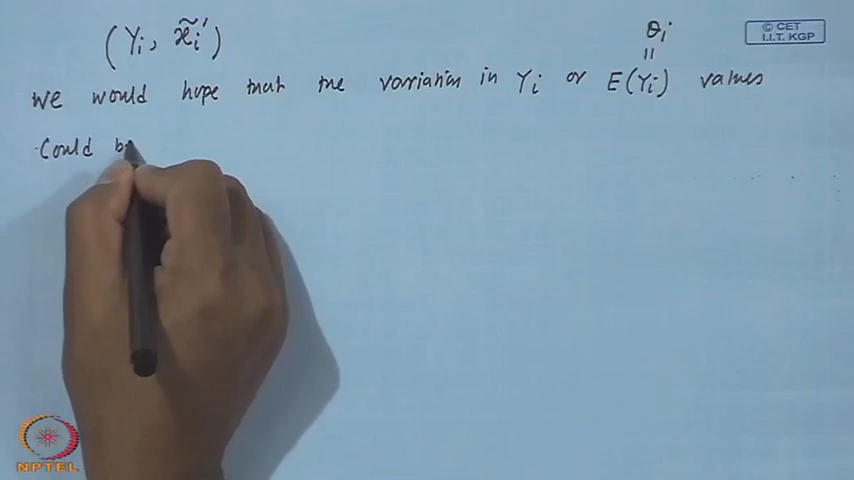 (Yi, x̃i′)
θi
© CET
I.I.T. KGP
॥
We would hope that the variation in Yi or E(Yi) values
Could b
NPTEL